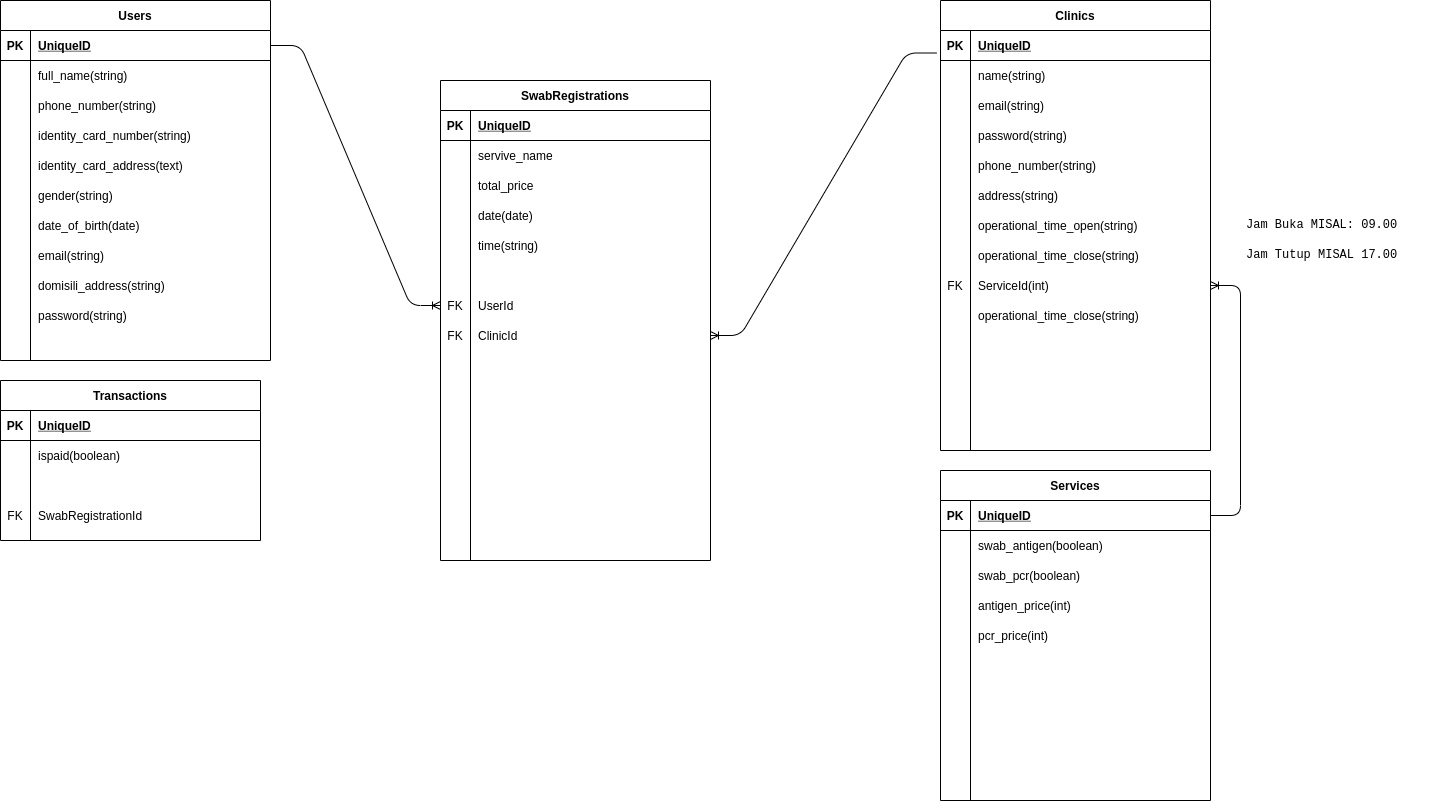 Users
PK UniqueID
full_name(string)
phone_number(string)
identity_card_number(string)
identity_card_address(text)
gender(string)
date_of_birth(date)
email(string)
domisili_address(string)
password(string)
Transactions
PK UniqueID
ispaid(boolean)
FK SwabRegistrationId
SwabRegistrations
PK UniqueID
servive_name
total_price
date(date)
time(string)
FK UserId
FK ClinicId
Clinics
PK UniqueID
name(string)
email(string)
password(string)
phone_number(string)
address(string)
operational_time_open(string)
operational_time_close(string)
FK ServiceId(int)
operational_time_close(string)
Jam Buka MISAL: 09.00
Jam Tutup MISAL 17.00
Services
PK UniqueID
swab_antigen(boolean)
swab_pcr(boolean)
antigen_price(int)
pcr_price(int)